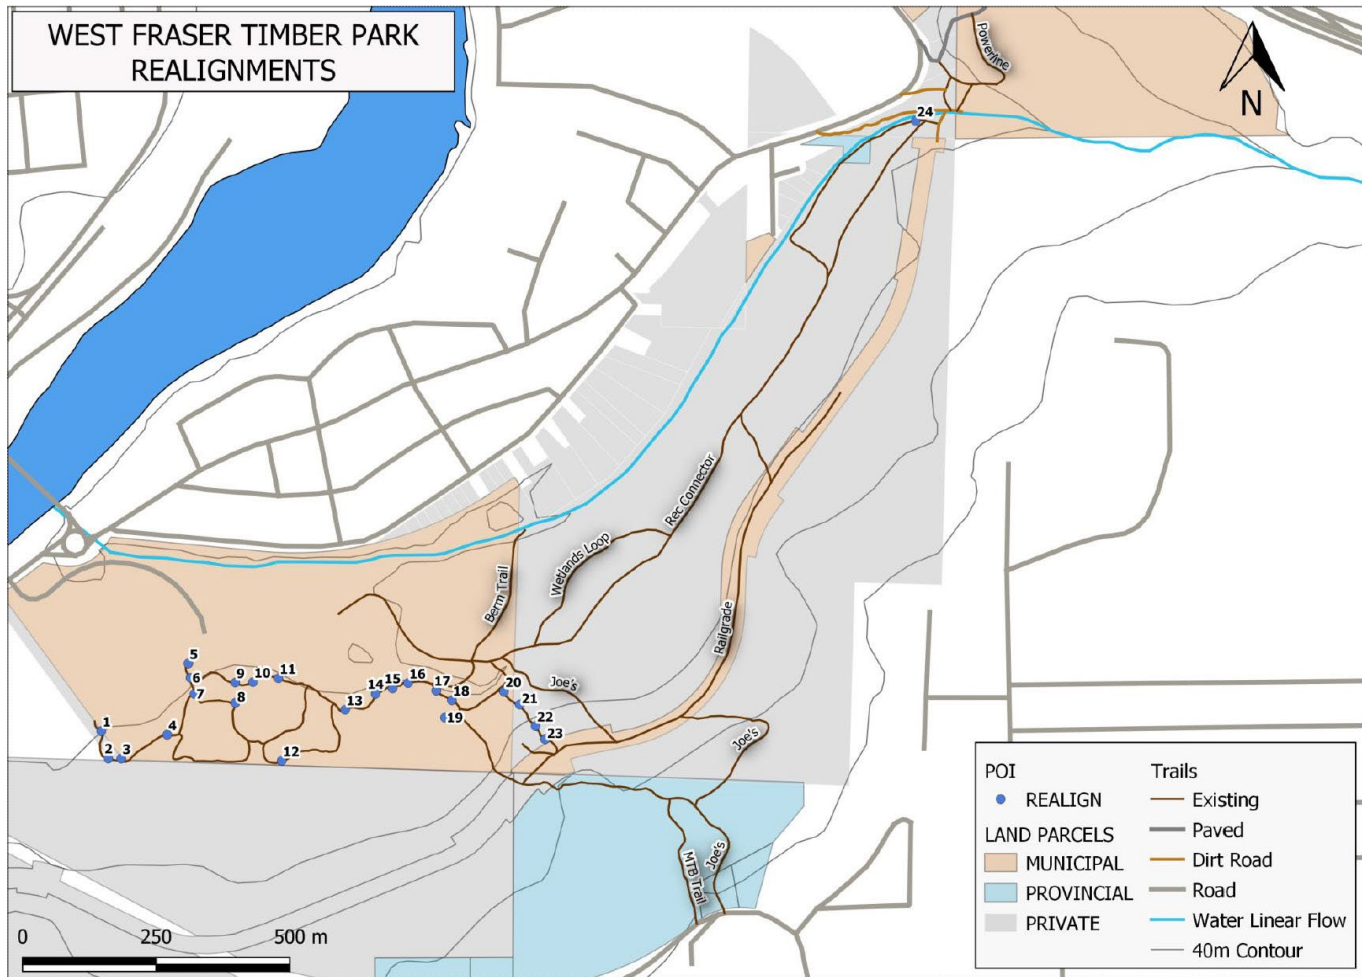 WEST FRASER TIMBER PARK
REALIGNMENTS
Powerline
N
24
Rec Connector
Wetlands Loop
Berm Trail
Railgrade
5
6
7
9
10
11
8
1
2
3
4
12
13
14
15
16
17
18
19
20
21
22
23
Joe's
Joe's
Joe's
MTB Trail
POI
REALIGN
LAND PARCELS
MUNICIPAL
PROVINCIAL
PRIVATE
Trails
Existing
Paved
Dirt Road
Road
Water Linear Flow
40m Contour
0 250 500 m